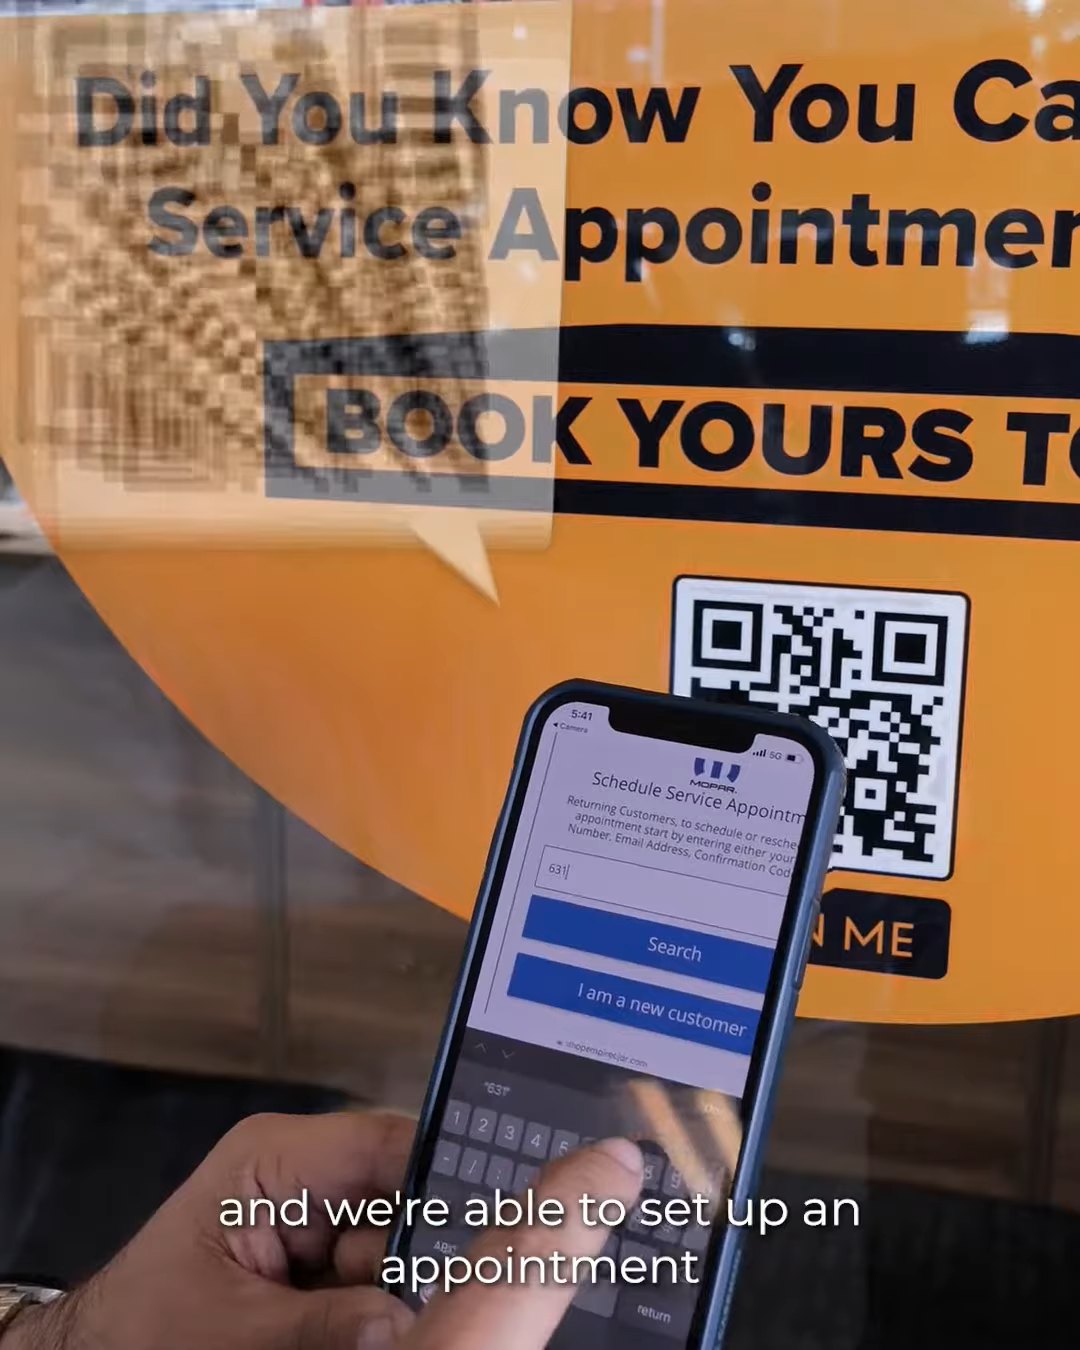 Did You Know You Ca
Service Appointmen
BOOK YOURS TO
5:41
Camera
5G
MOPAR.
Schedule Service Appointm
Returning Customers, to schedule or resche
appointment start by entering either your
Number, Email Address, Confirmation Cod
631
Search
I am a new customer
"631"
1 2 3 4 5
- / :
ABC
return
N ME
and we're able to set up an
appointment